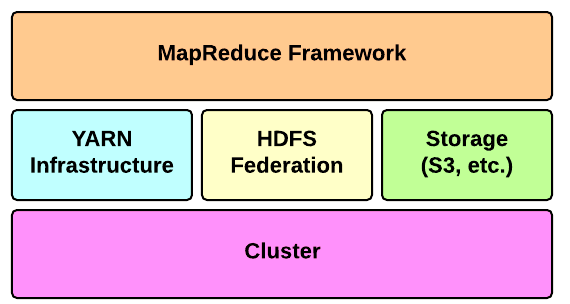 MapReduce Framework
YARN
Infrastructure
HDFS
Federation
Storage
(S3, etc.)
Cluster